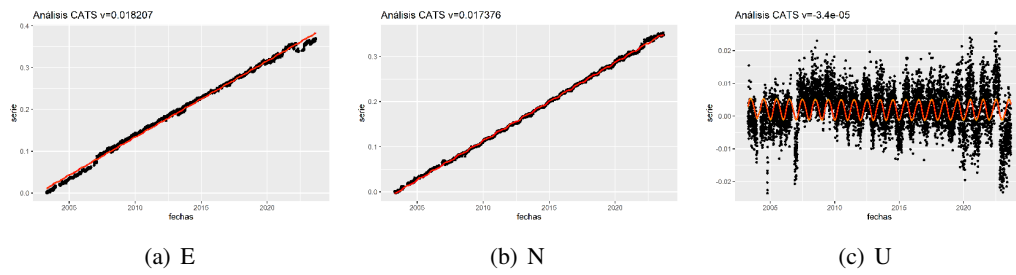 Análisis CATS v=0.018207
serie
0.4
0.3
0.2
0.1
0.0
2005 2010 2015 2020
fechas
(a) E
Análisis CATS v=0.017376
serie
0.3
0.2
0.1
0.0
2005 2010 2015 2020
fechas
(b) N
Análisis CATS v=-3.4e-05
serie
0.02
0.01
0.00
-0.01
-0.02
2005 2010 2015 2020
fechas
(c) U